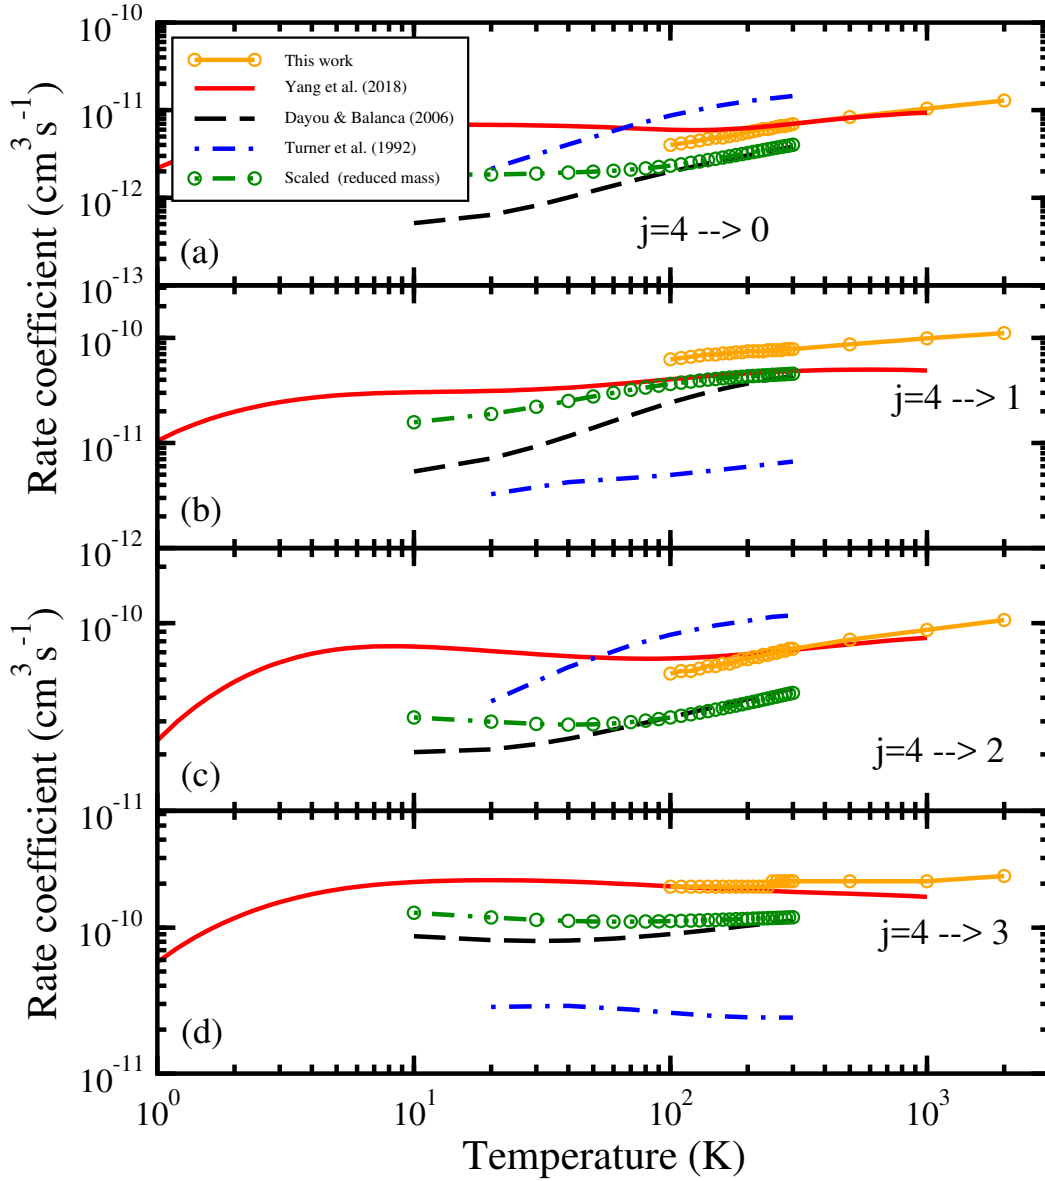 10^-10
This work
Yang et al. (2018)
10^-11
Dayou & Balanca (2006)
Turner et al. (1992)
Scaled (reduced mass)
10^-12
(a)
j=4 --> 0
10^-13
Rate coefficient (cm^3 s^-1)
10^-10
10^-11
j=4 --> 1
(b)
10^-12
10^-10
(c)
j=4 --> 2
10^-11
Rate coefficient (cm^3 s^-1)
10^-10
j=4 --> 3
(d)
10^-11
10^0 10^1 10^2 10^3
Temperature (K)